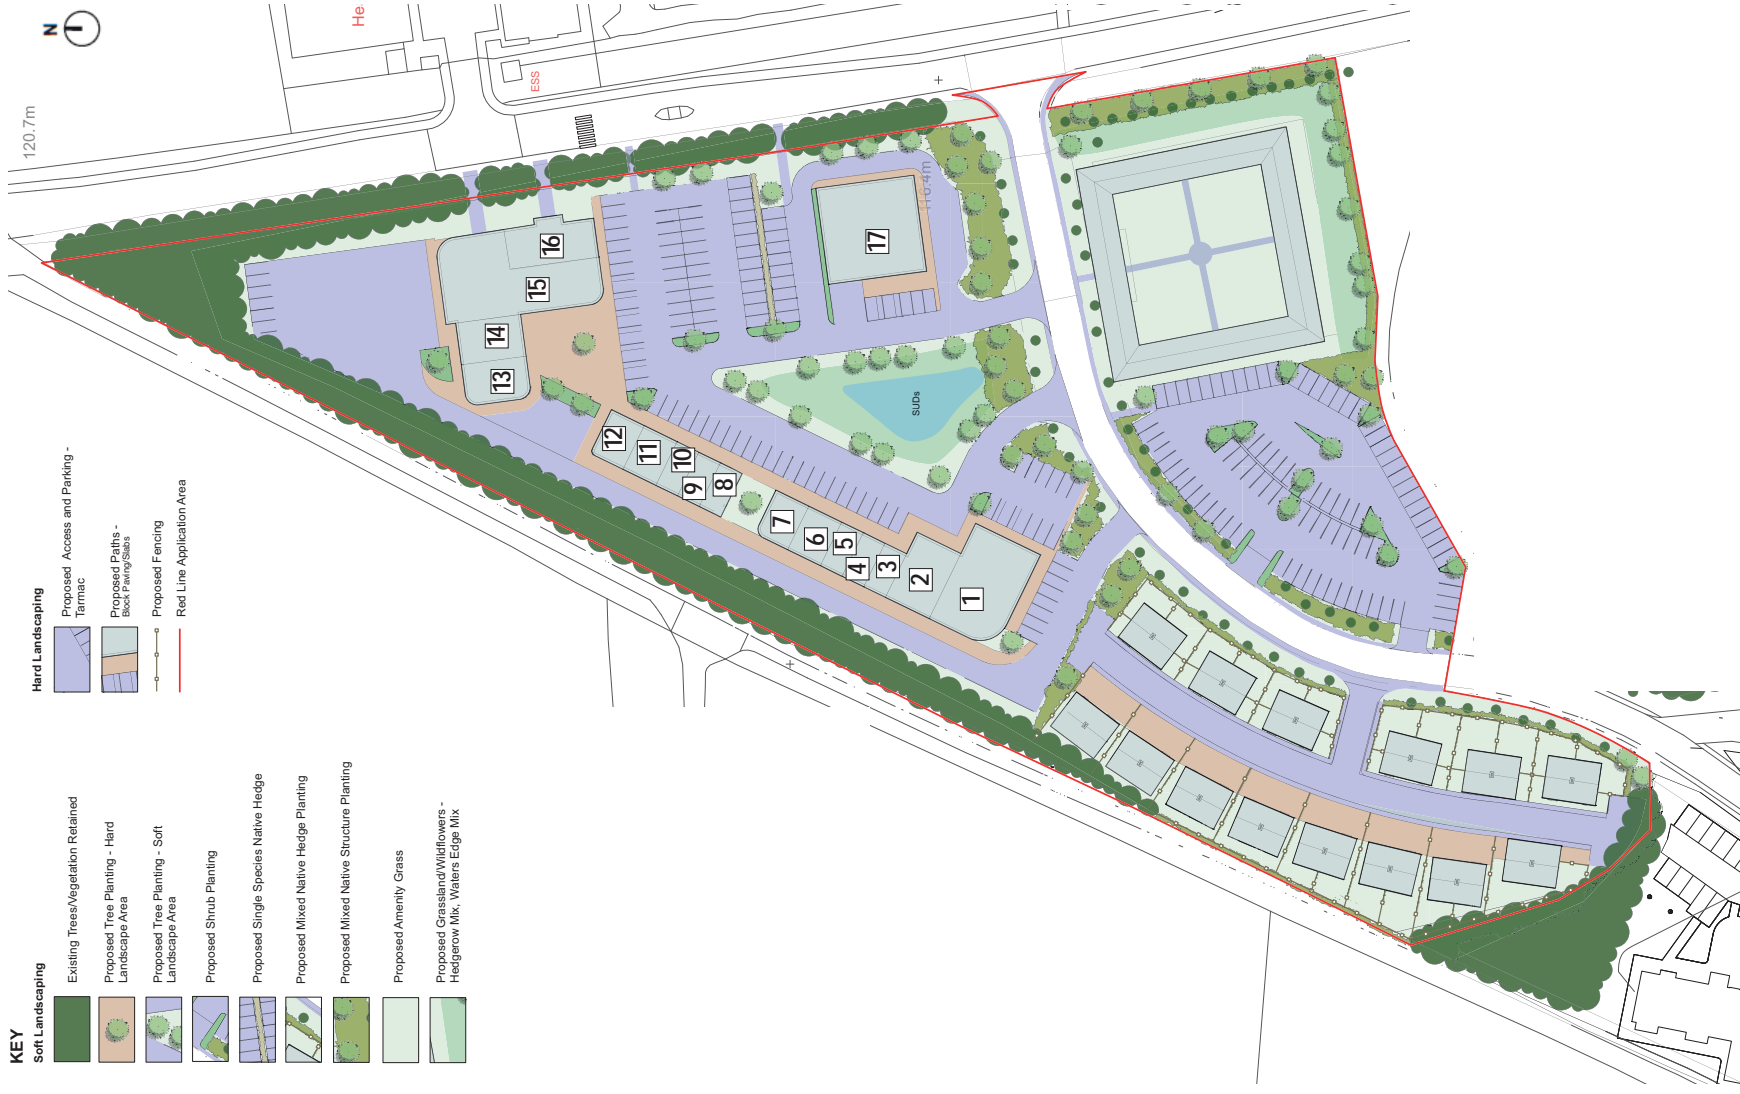 N
120.7m
He
ESS
116.4m
16
15
14
13
17
12
11
10
9
8
7
6
5
4
3
2
1
SUDs
KEY
Soft Landscaping
Existing Trees/Vegetation Retained
Proposed Tree Planting - Hard
Landscape Area
Proposed Tree Planting - Soft
Landscape Area
Proposed Shrub Planting
Proposed Single Species Native Hedge
Proposed Mixed Native Hedge Planting
Proposed Mixed Native Structure Planting
Proposed Amenity Grass
Proposed Grassland/Wildflowers -
Hedgerow Mix, Waters Edge Mix
Hard Landscaping
Proposed Access and Parking -
Tarmac
Proposed Paths -
Block Paving/Slabs
Proposed Fencing
Red Line Application Area